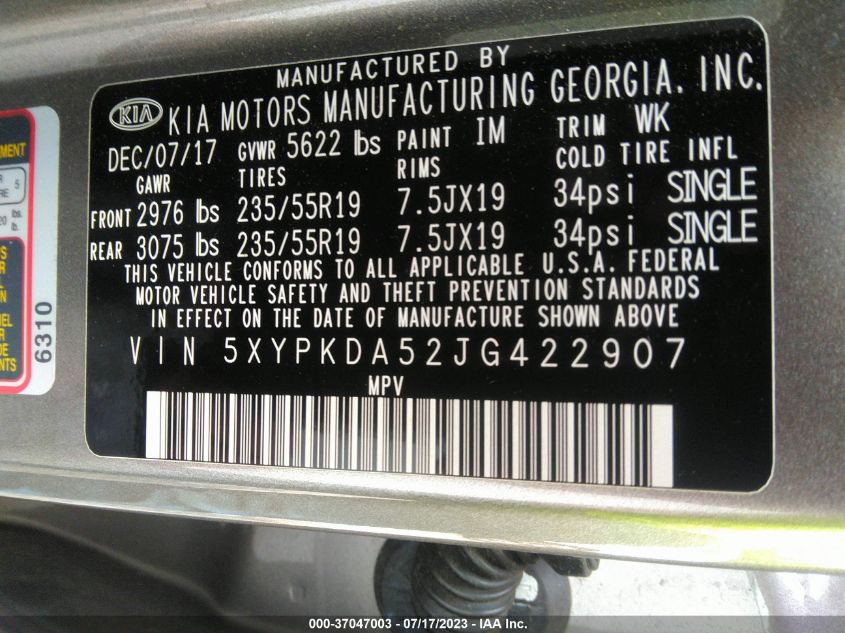 MANUFACTURED BY
KIA KIA MOTORS MANUFACTURING GEORGIA, INC.
DEC/07/17 GVWR 5622 lbs PAINT IM TRIM WK
GAWR TIRES RIMS COLD TIRE INFL
FRONT 2976 lbs 235/55R19 7.5JX19 34psi SINGLE
REAR 3075 lbs 235/55R19 7.5JX19 34psi SINGLE
THIS VEHICLE CONFORMS TO ALL APPLICABLE U.S.A. FEDERAL
MOTOR VEHICLE SAFETY AND THEFT PREVENTION STANDARDS
IN EFFECT ON THE DATE OF MANUFACTURE SHOWN ABOVE
VIN 5XYPKDA52JG422907
MPV
5
lbs.
6310
000-37047003 - 07/17/2023 - IAA Inc.